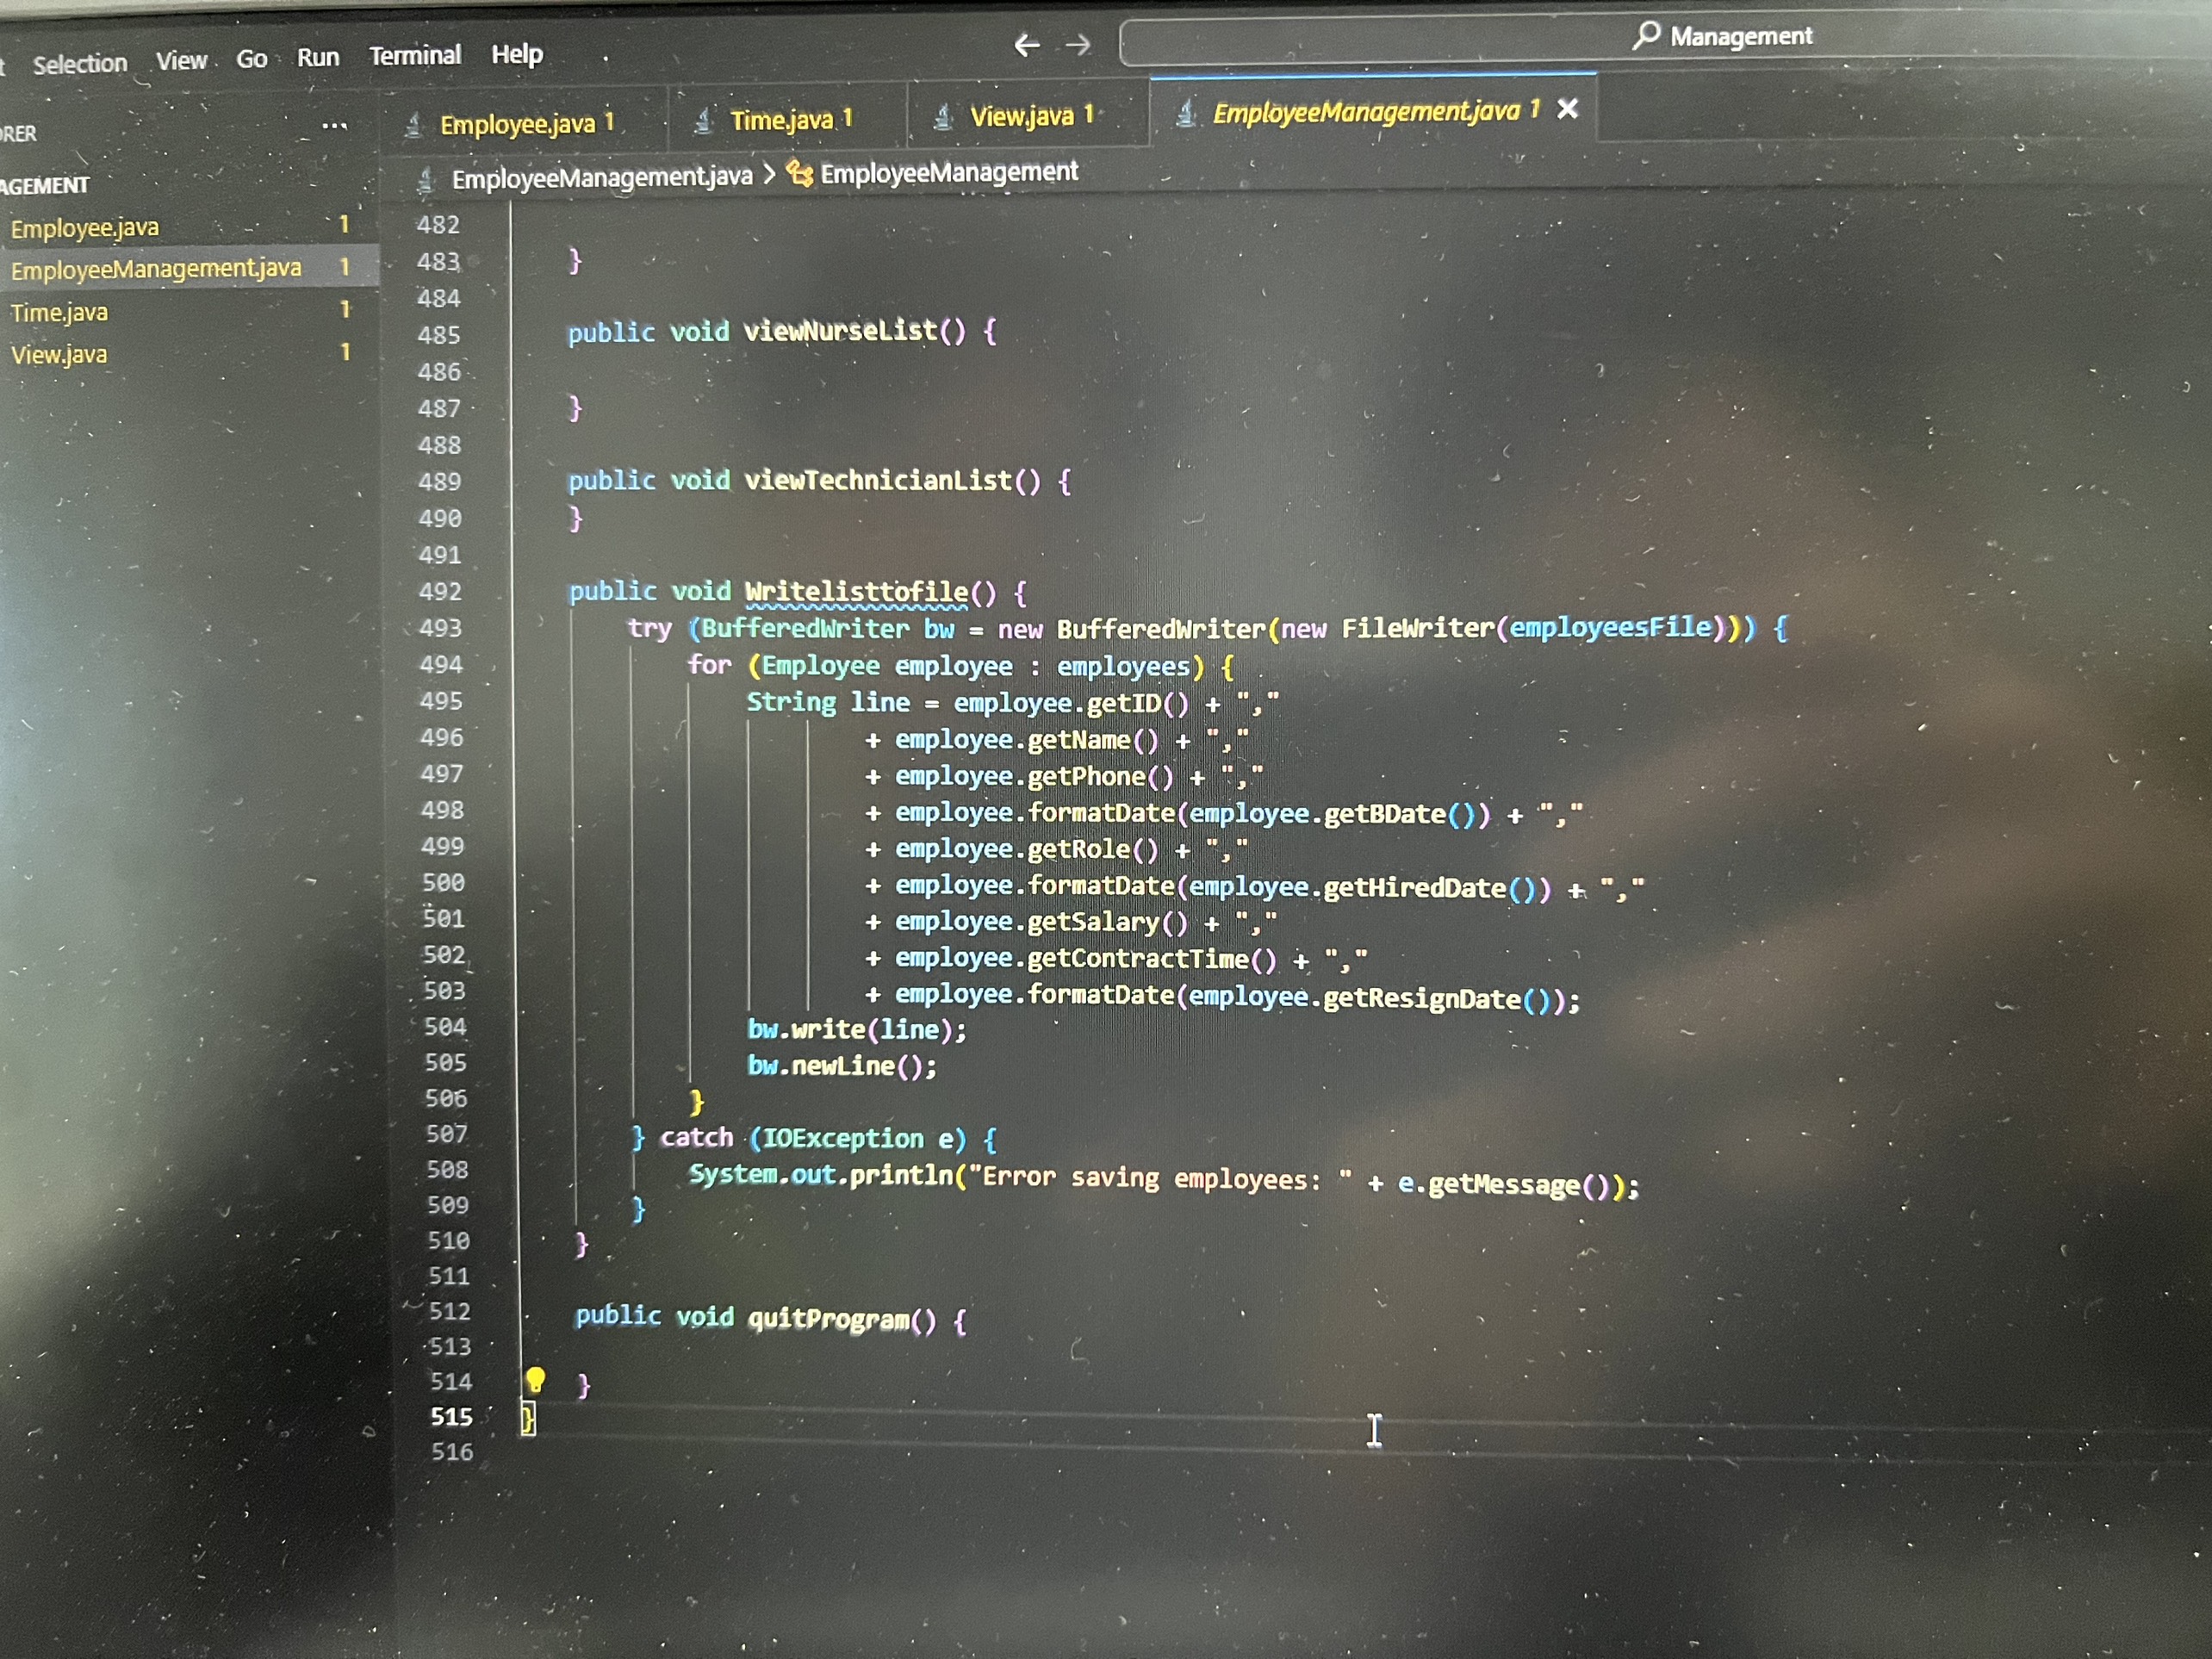 Selection View Go Run Terminal Help
Management
Employee.java 1 Time.java 1 View.java 1 EmployeeManagement.java 1
EmployeeManagement.java > EmployeeManagement
Employee.java 1
EmployeeManagement.java 1
Time.java 1
View.java 1
482
483 }
484
485 public void viewNurseList() {
486
487 }
488
489 public void viewTechnicianList() {
490 }
491
492 public void Writelisttofile() {
493 try (BufferedWriter bw = new BufferedWriter(new FileWriter(employeesFile))) {
494 for (Employee employee : employees) {
495 String line = employee.getID() + ","
496 + employee.getName() + ","
497 + employee.getPhone() + ","
498 + employee.formatDate(employee.getBDate()) + ","
499 + employee.getRole() + ","
500 + employee.formatDate(employee.getHiredDate()) + ","
501 + employee.getSalary() + ","
502 + employee.getContractTime() + ","
503 + employee.formatDate(employee.getResignDate());
504 bw.write(line);
505 bw.newLine();
506 }
507 } catch (IOException e) {
508 System.out.println("Error saving employees: " + e.getMessage());
509 }
510 }
511
512 public void quitProgram() {
513
514 }
515 }
516